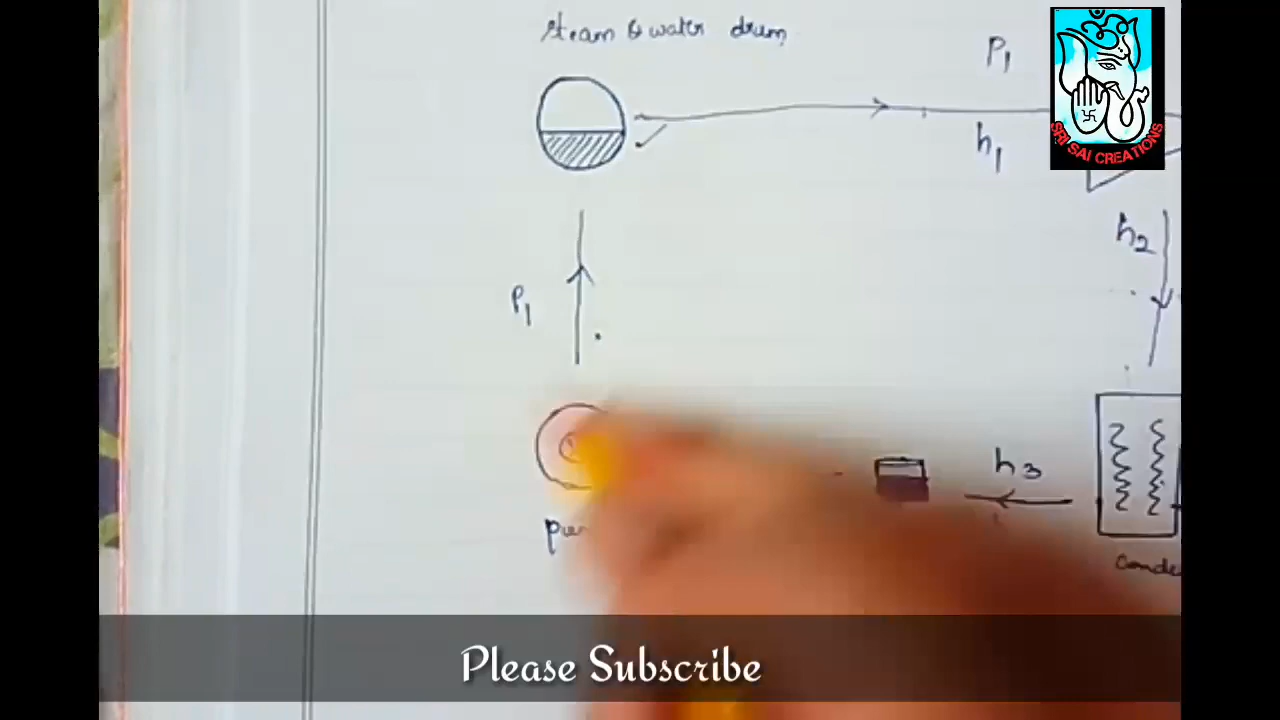 steam & water drum
P1
h1
SRI SAI CREATIONS
h2
P1
h3
Please Subscribe